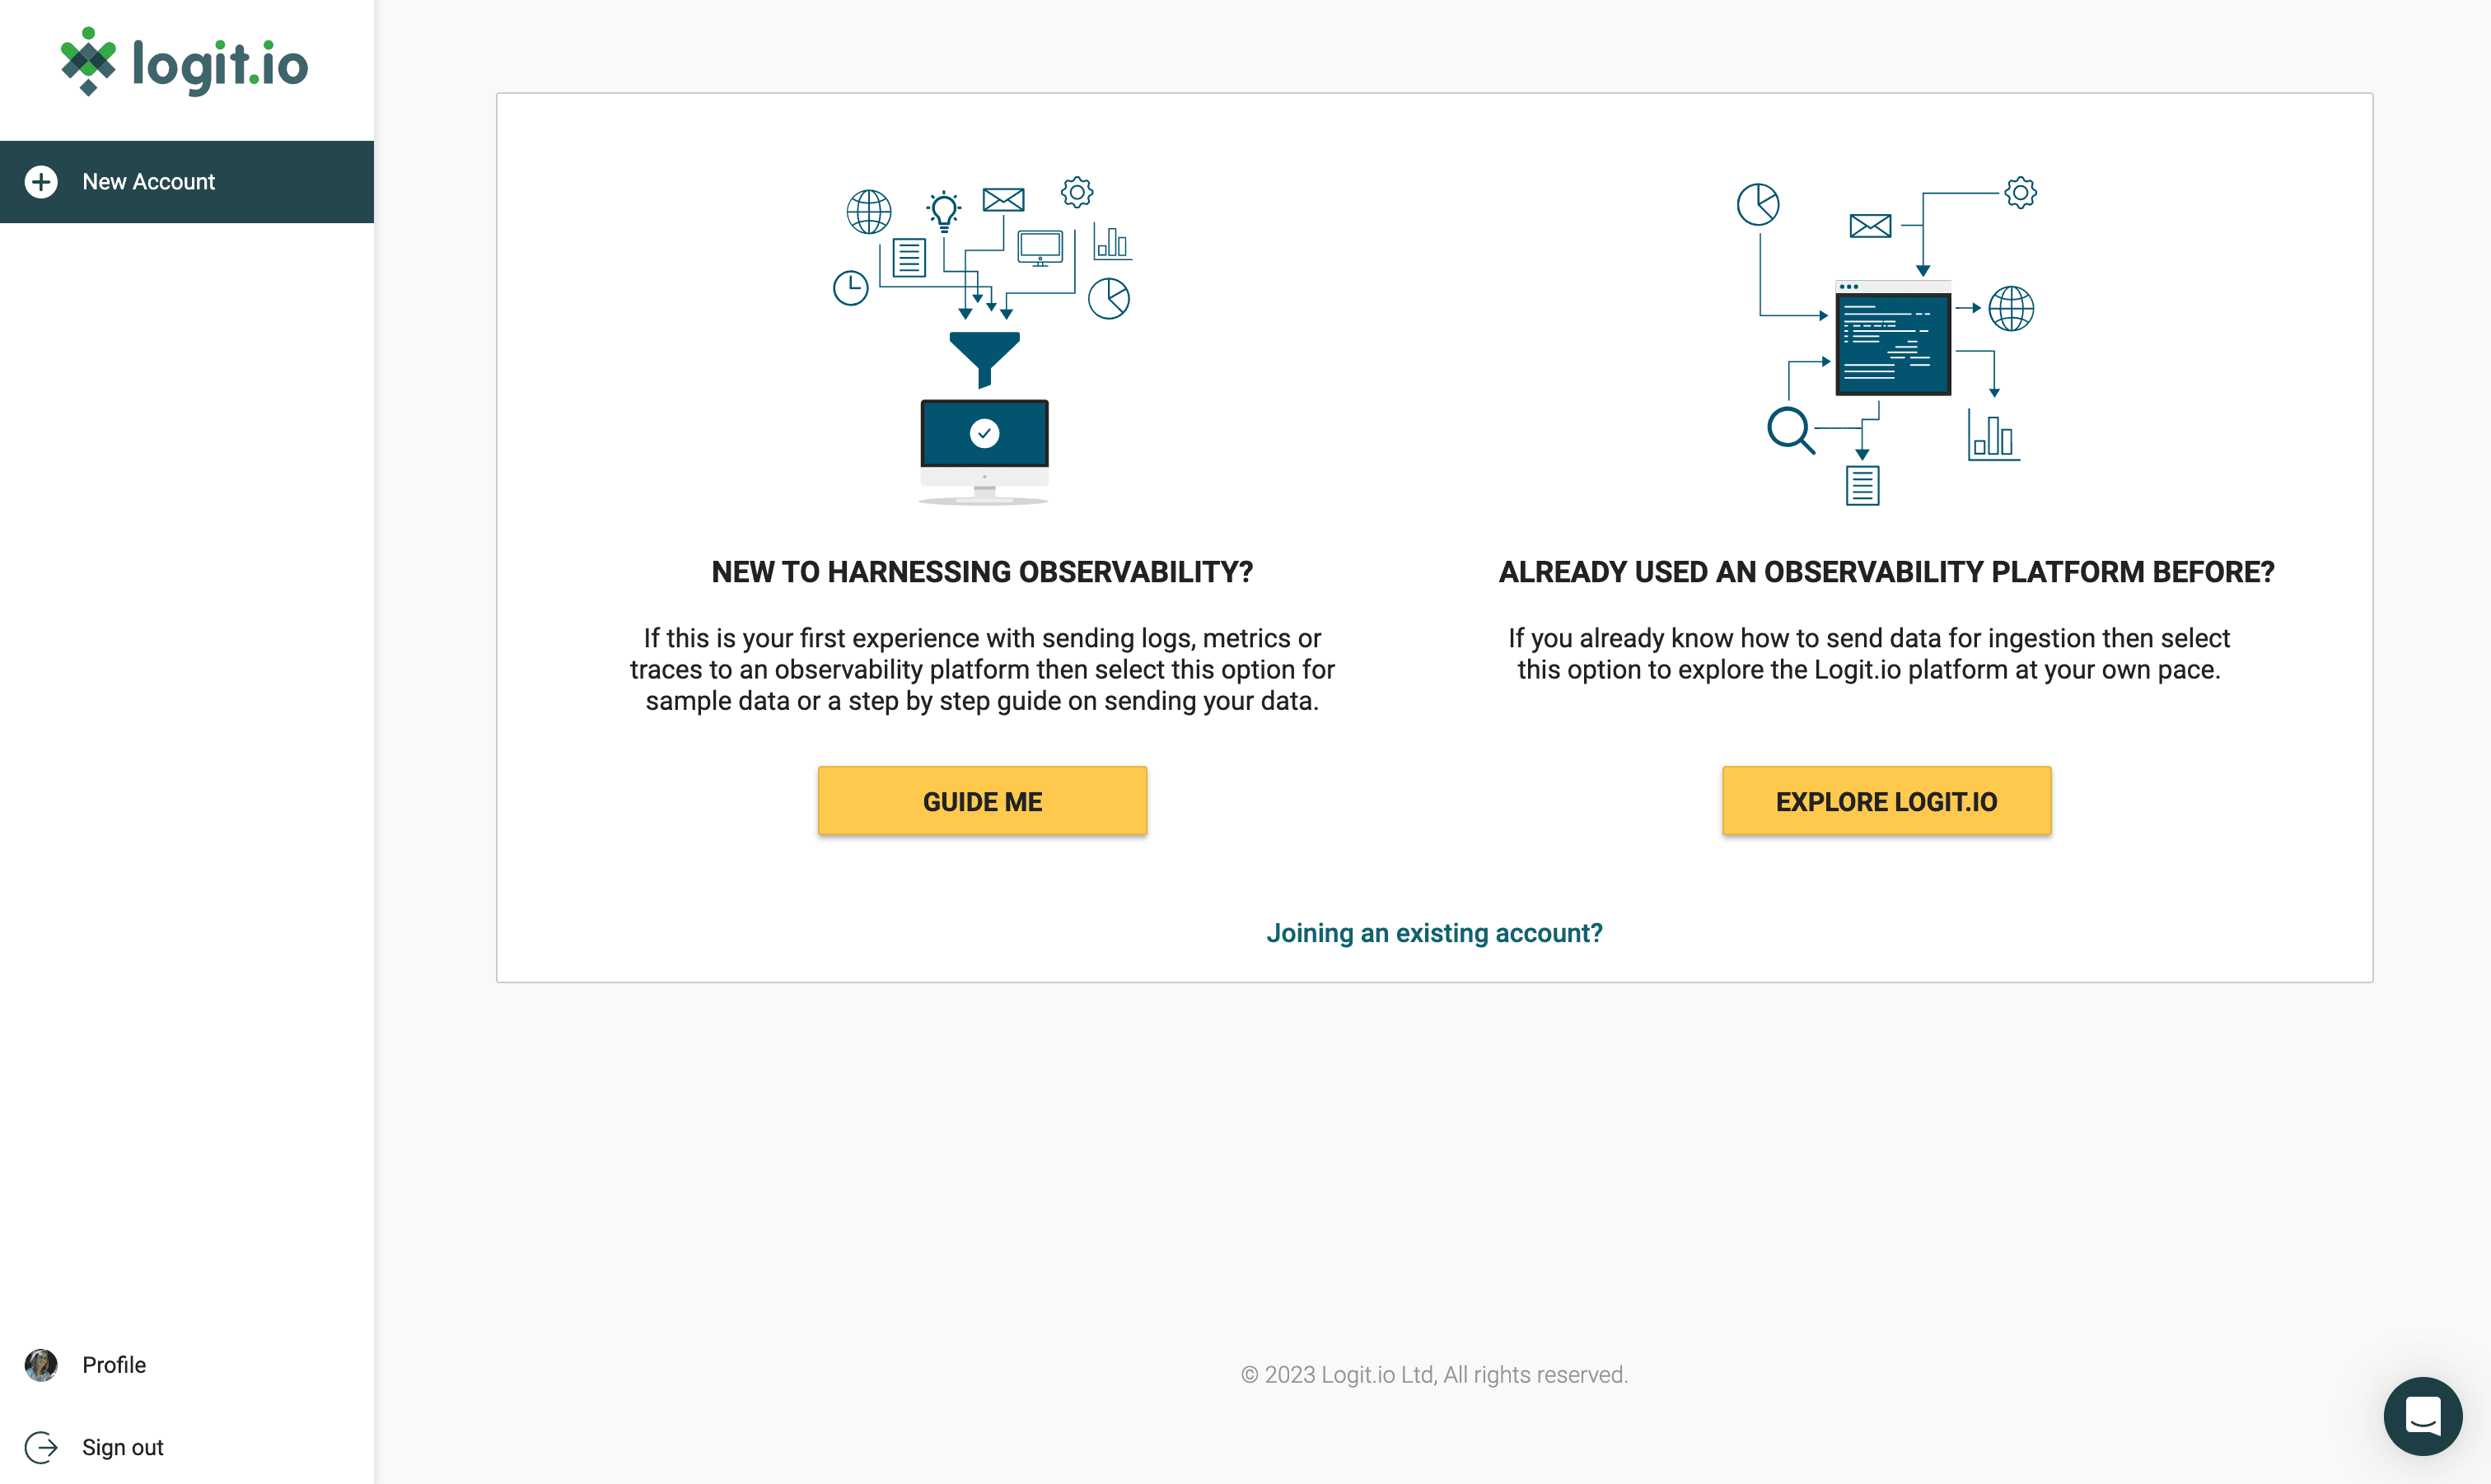 logit.io
New Account
NEW TO HARNESSING OBSERVABILITY?
If this is your first experience with sending logs, metrics or
traces to an observability platform then select this option for
sample data or a step by step guide on sending your data.
GUIDE ME
ALREADY USED AN OBSERVABILITY PLATFORM BEFORE?
If you already know how to send data for ingestion then select
this option to explore the Logit.io platform at your own pace.
EXPLORE LOGIT.IO
Joining an existing account?
Profile
Sign out
© 2023 Logit.io Ltd, All rights reserved.